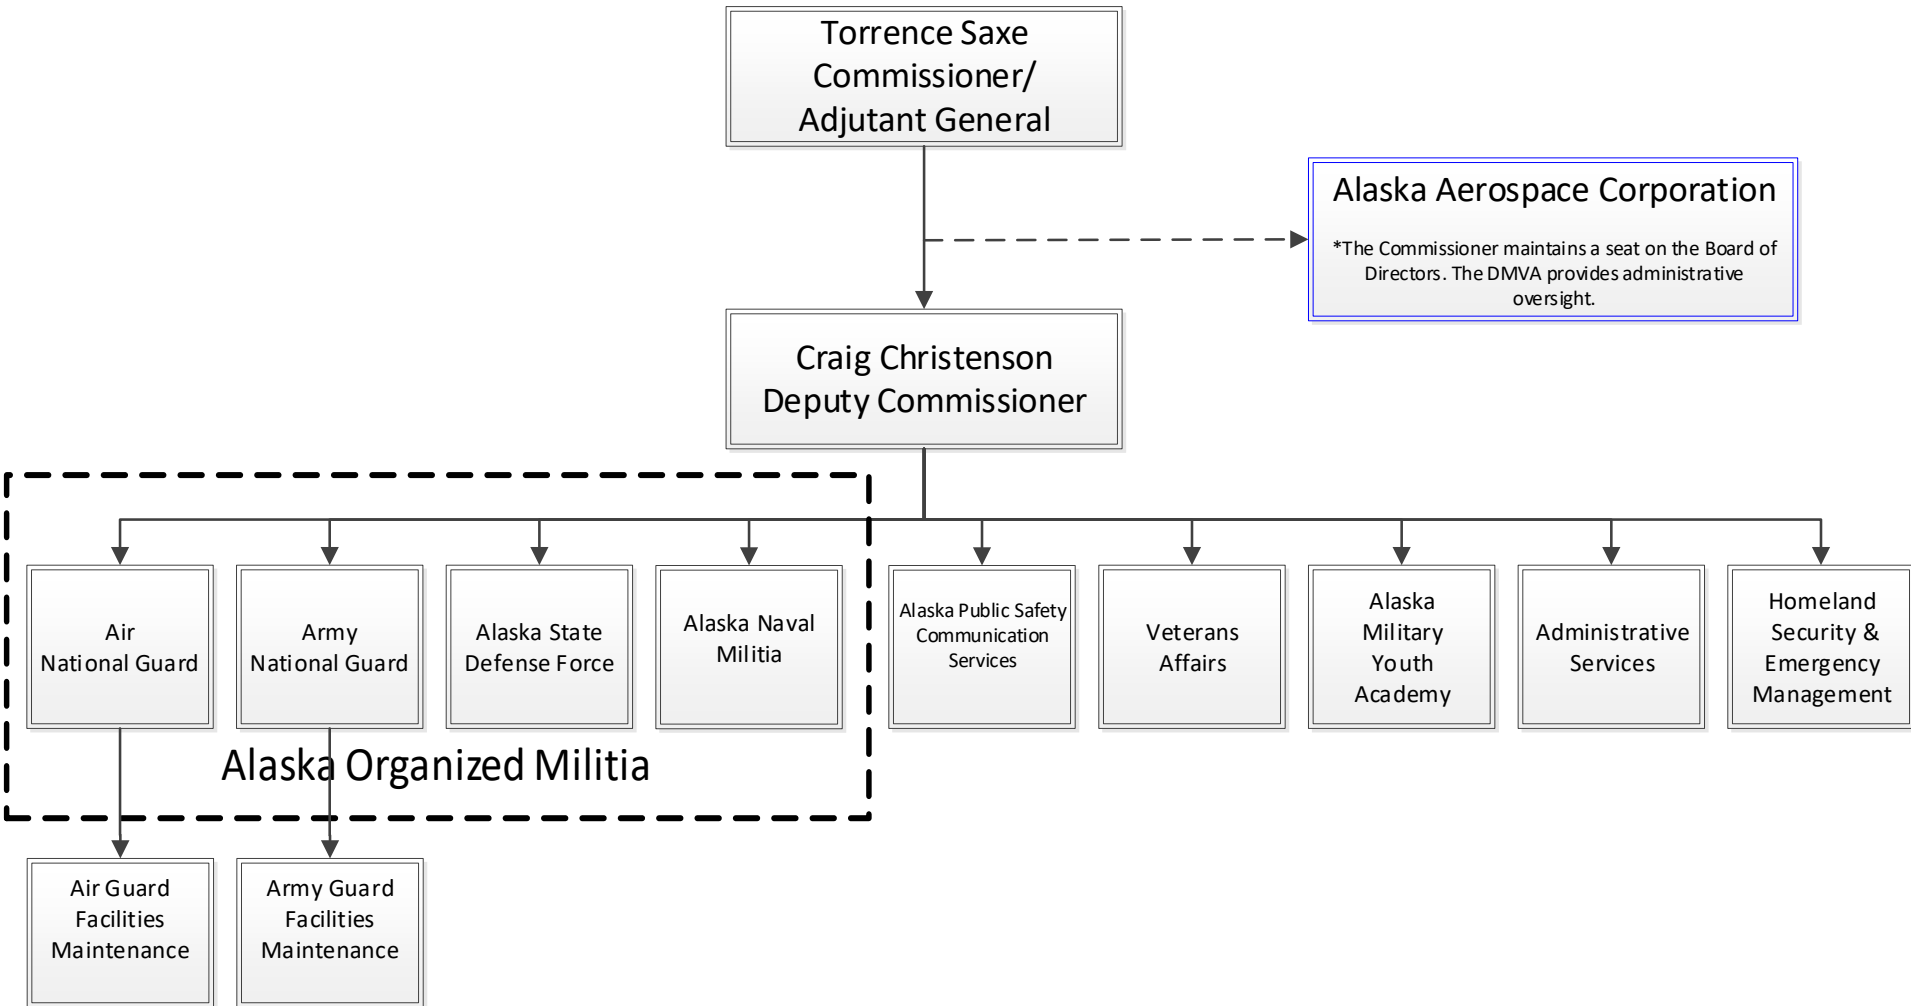 Torrence Saxe
Commissioner/
Adjutant General
Alaska Aerospace Corporation
*The Commissioner maintains a seat on the Board of
Directors. The DMVA provides administrative
oversight.
Craig Christenson
Deputy Commissioner
Air
National Guard
Army
National Guard
Alaska State
Defense Force
Alaska Naval
Militia
Alaska Public Safety
Communication
Services
Veterans
Affairs
Alaska
Military
Youth
Academy
Administrative
Services
Homeland
Security &
Emergency
Management
Alaska Organized Militia
Air Guard
Facilities
Maintenance
Army Guard
Facilities
Maintenance